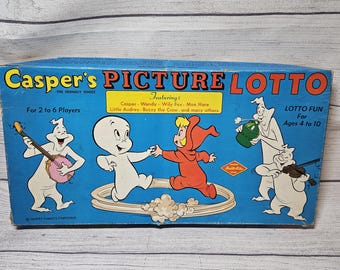 Casper's PICTURE LOTTO
THE FRIENDLY GHOST
Featuring:
Casper · Wendy · Wily Fox · Moe Hare
Little Audrey · Buzzy the Crow and many others
For 2 to 6 Players
LOTTO FUN
For
Ages 4 to 10